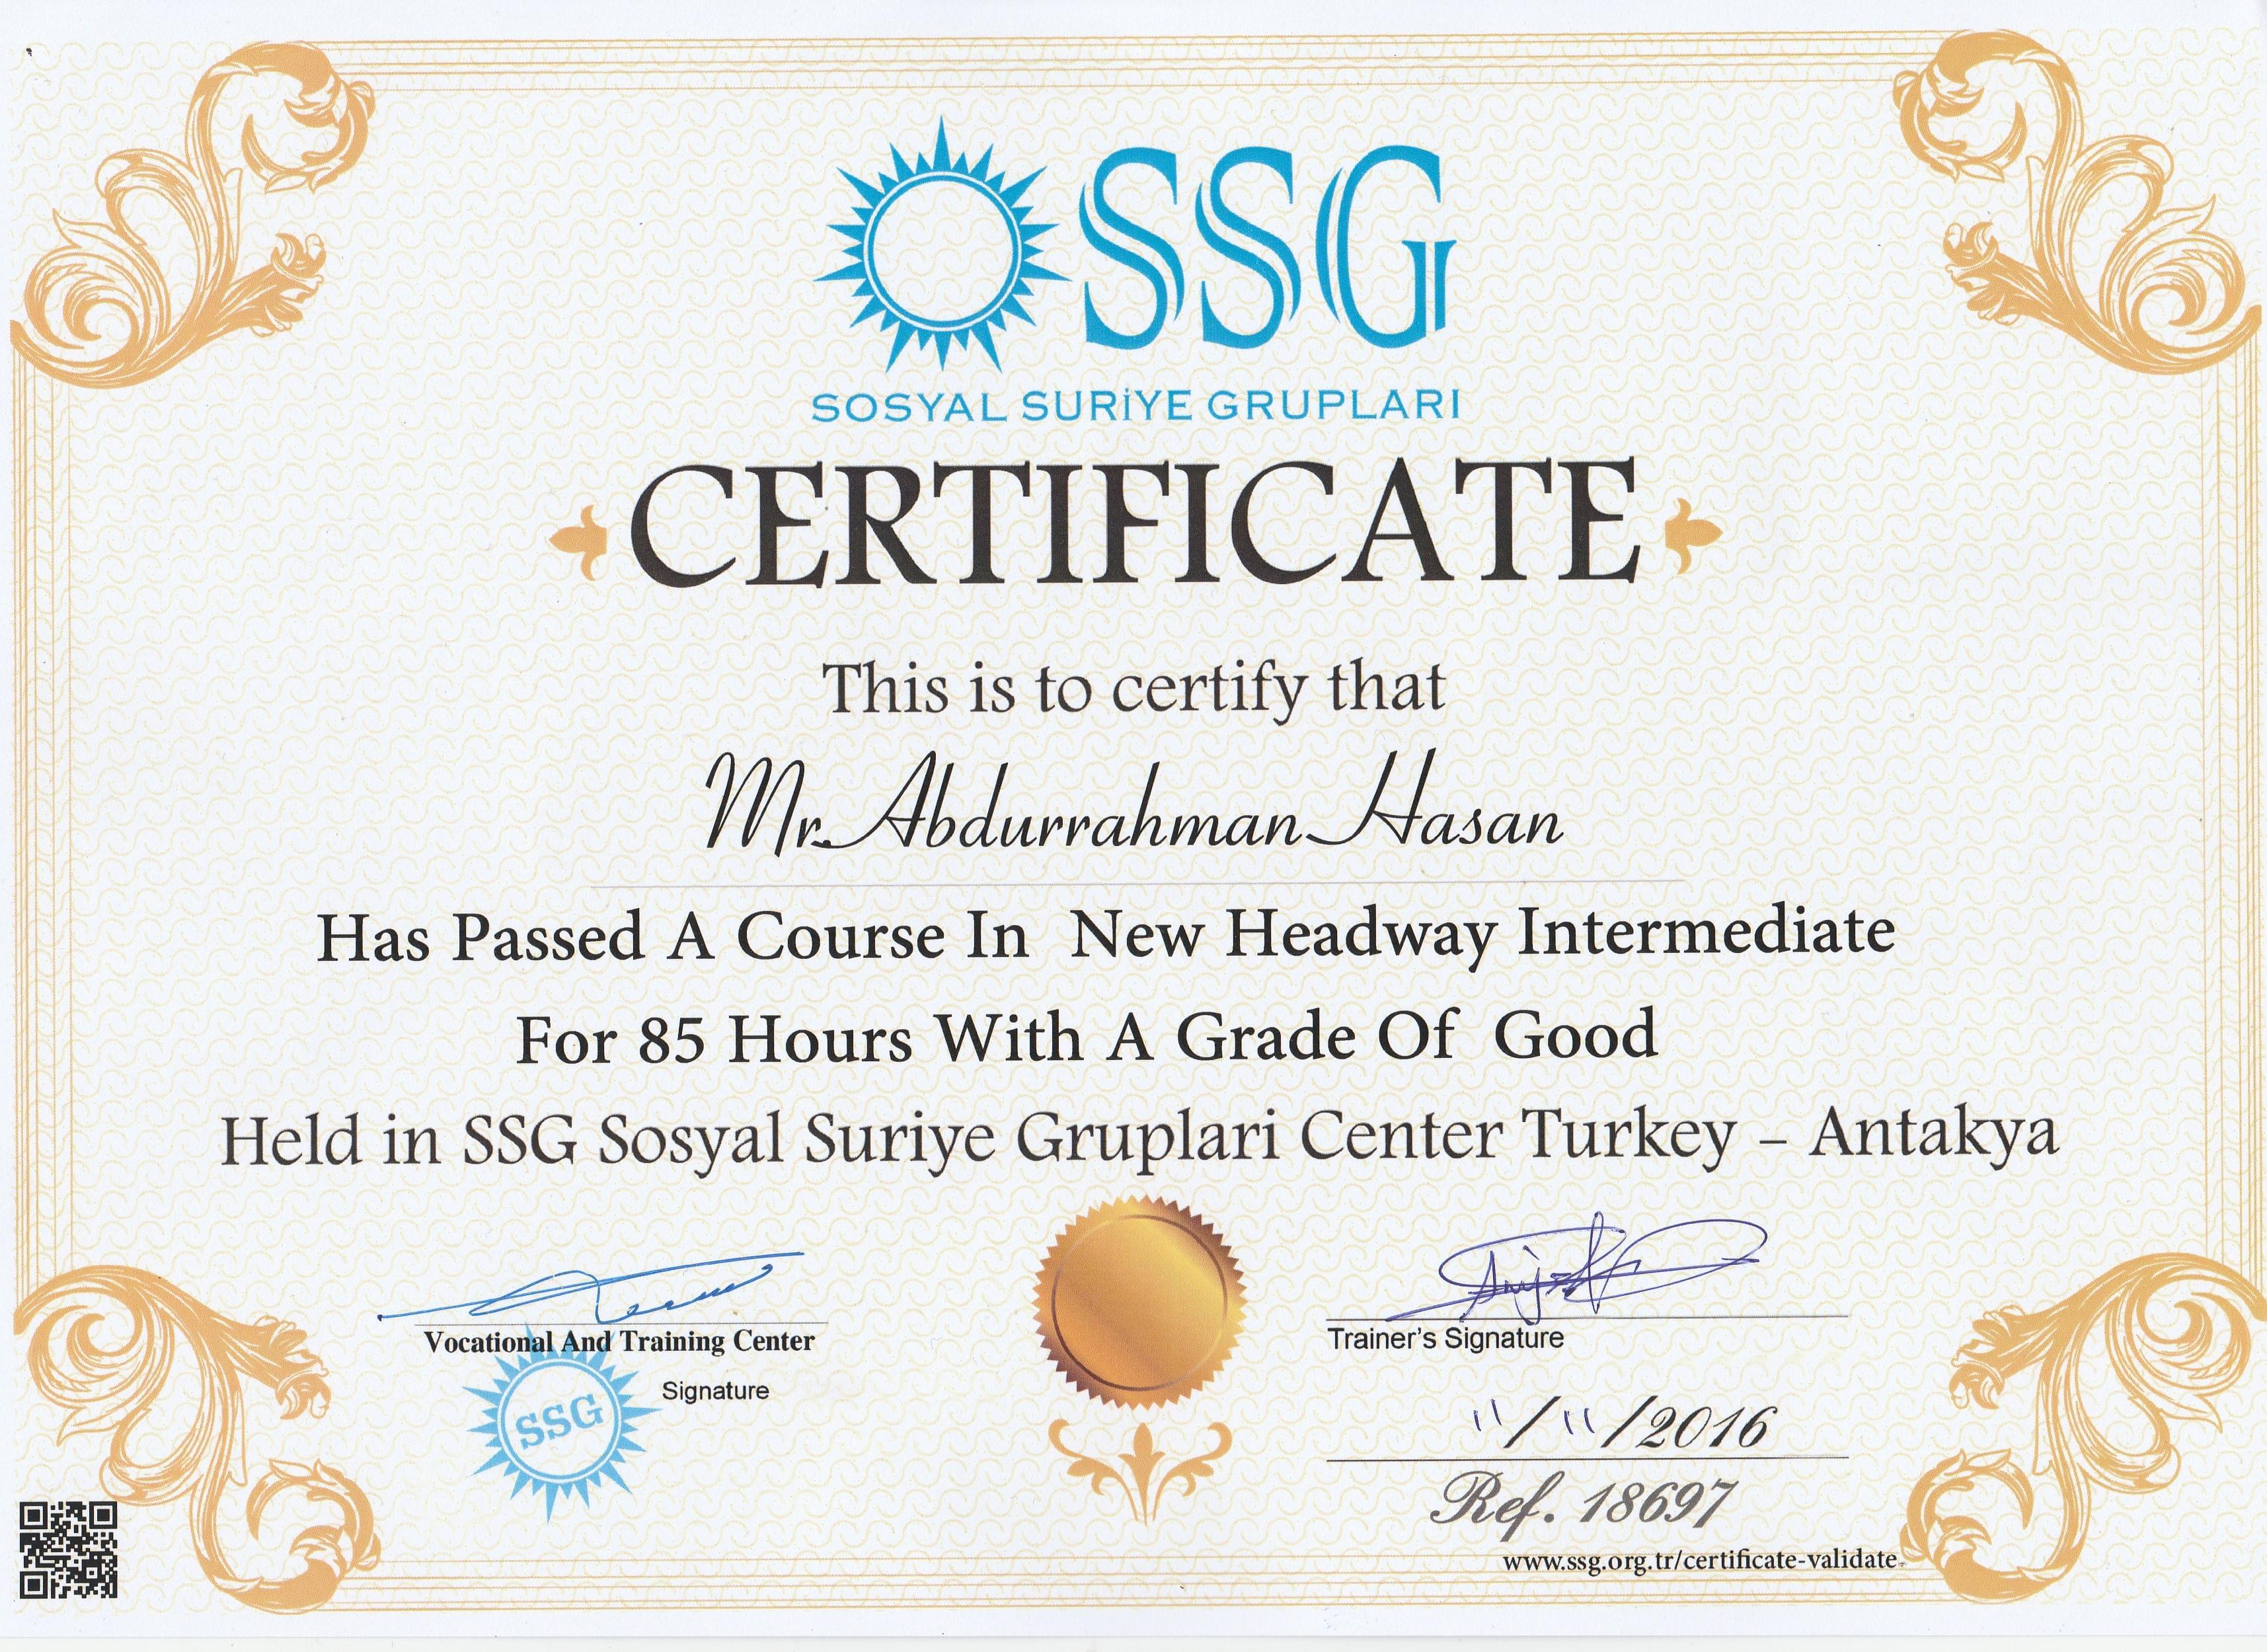 SSG
SOSYAL SURİYE GRUPLARI
CERTIFICATE
This is to certify that
Mr. Abdurrahman Hasan
Has Passed A Course In New Headway Intermediate
For 85 Hours With A Grade Of Good
Held in SSG Sosyal Suriye Gruplari Center Turkey – Antakya
Vocational And Training Center
Signature
SSG
Trainer's Signature
11/11/2016
Ref. 18697
www.ssg.org.tr/certificate-validate